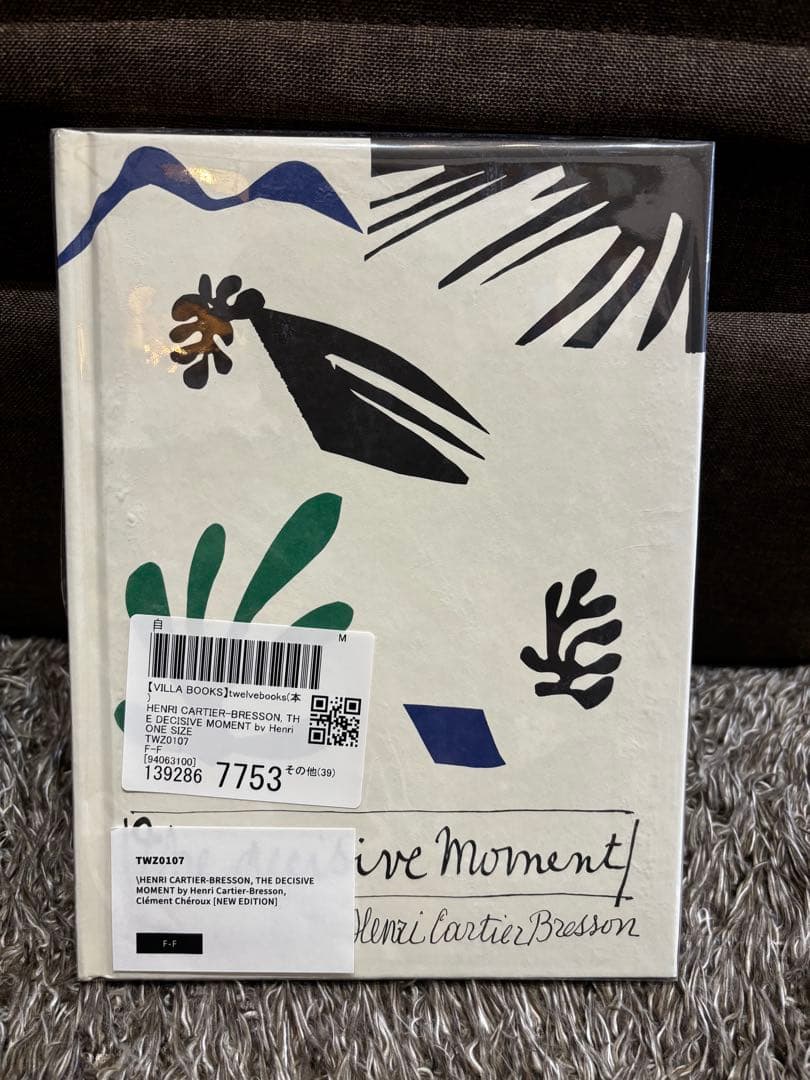 自
M
【VILLA BOOKS】twelvebooks(本
)
HENRI CARTIER-BRESSON, TH
E DECISIVE MOMENT by Henri
ONE SIZE
TWZ0107
F-F
[94063100]
139286 7753 その他(39)
TWZ0107
\HENRI CARTIER-BRESSON, THE DECISIVE
MOMENT by Henri Cartier-Bresson,
Clément Chéroux [NEW EDITION]
F-F
The decisive Moment
Henri Cartier Bresson